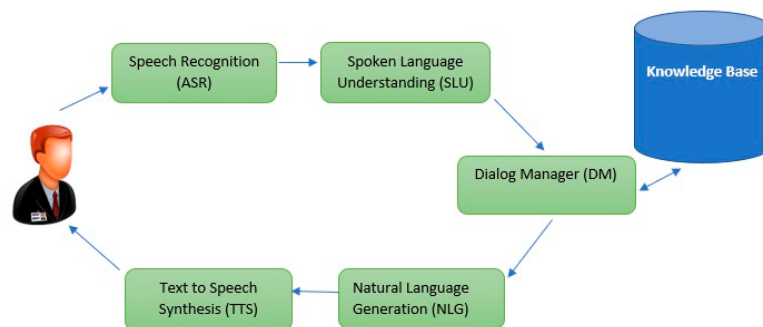 Speech Recognition
(ASR)
Spoken Language
Understanding (SLU)
Knowledge Base
Dialog Manager (DM)
Natural Language
Generation (NLG)
Text to Speech
Synthesis (TTS)